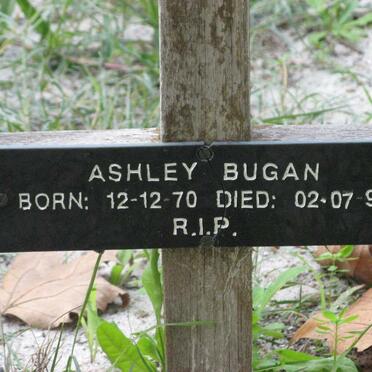 ASHLEY BUGAN
BORN: 12-12-70 DIED: 02-07-9
R.I.P.